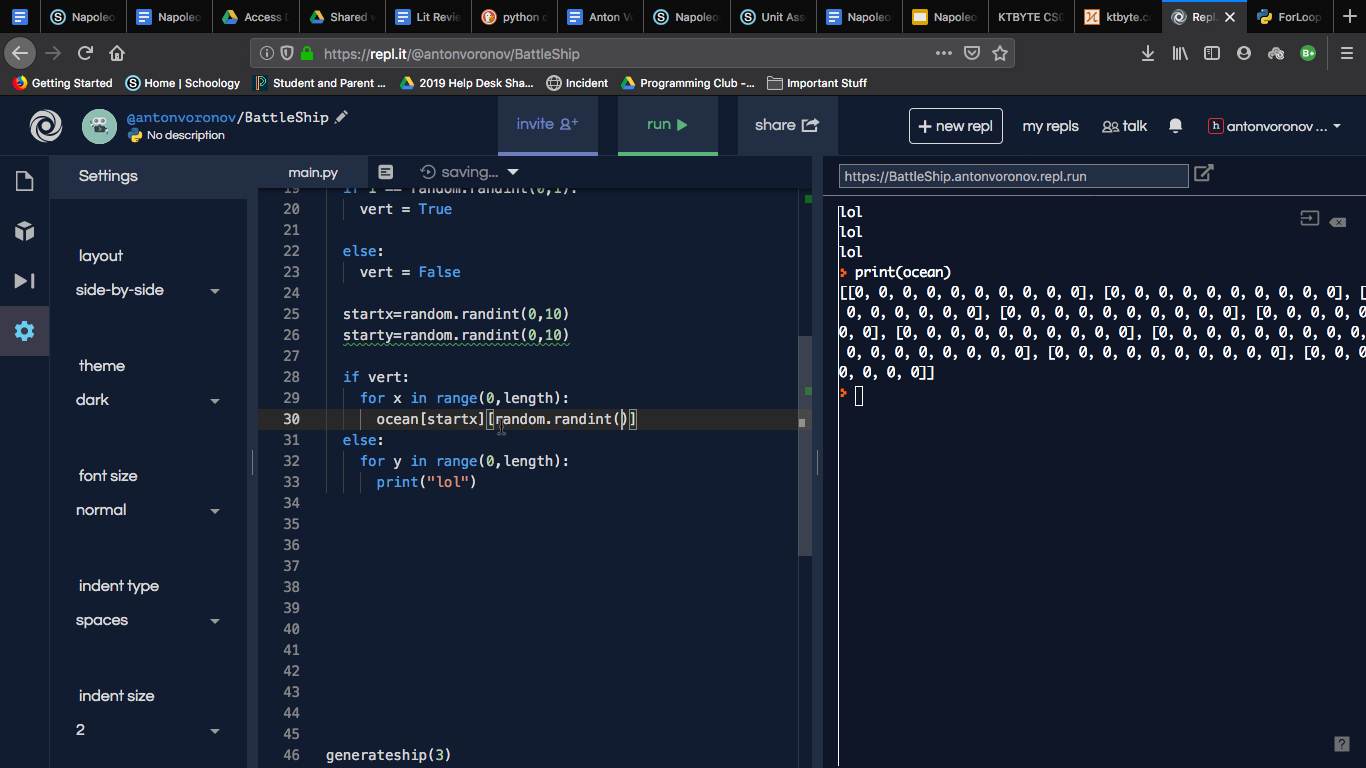 Napoleo
Napoleo
Access D
Shared w
Lit Revie
python c
Anton Vo
Napoleo
Unit Ass
Napoleo
Napoleo
KTBYTE CSC
ktbyte.co
Repl.
ForLoop
https://repl.it/@antonvoronov/BattleShip
Getting Started
Home | Schoology
Student and Parent ...
2019 Help Desk Sha...
Incident
Programming Club -...
Important Stuff
@antonvoronov/BattleShip
No description
invite
run
share
+ new repl
my repls
talk
h antonvoronov ...
Settings
layout
side-by-side
theme
dark
font size
normal
indent type
spaces
indent size
2
main.py
saving...
19 if 1 == random.randint(0,1):
20 vert = True
21
22 else:
23 vert = False
24
25 startx=random.randint(0,10)
26 starty=random.randint(0,10)
27
28 if vert:
29 for x in range(0,length):
30 ocean[startx][random.randint()]
31 else:
32 for y in range(0,length):
33 print("lol")
34
35
36
37
38
39
40
41
42
43
44
45
46 generateship(3)
https://BattleShip.antonvoronov.repl.run
lol
lol
lol
print(ocean)
[[0, 0, 0, 0, 0, 0, 0, 0, 0, 0], [0, 0, 0, 0, 0, 0, 0, 0, 0, 0], [
0, 0, 0, 0, 0, 0], [0, 0, 0, 0, 0, 0, 0, 0, 0, 0], [0, 0, 0, 0, 0
0, 0], [0, 0, 0, 0, 0, 0, 0, 0, 0, 0], [0, 0, 0, 0, 0, 0, 0, 0, 0,
0, 0, 0, 0, 0, 0, 0, 0], [0, 0, 0, 0, 0, 0, 0, 0, 0, 0], [0, 0, 0
0, 0, 0, 0]]
?